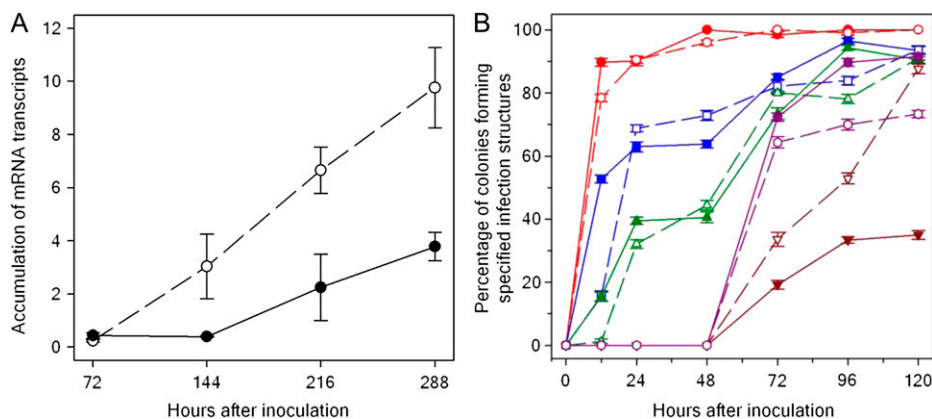 A
Accumulation of mRNA transcripts
12
10
8
6
4
2
0
72 144 216 288
Hours after inoculation
B
Percentage of colonies forming
specified infection structures
100
80
60
40
20
0
0 24 48 72 96 120
Hours after inoculation